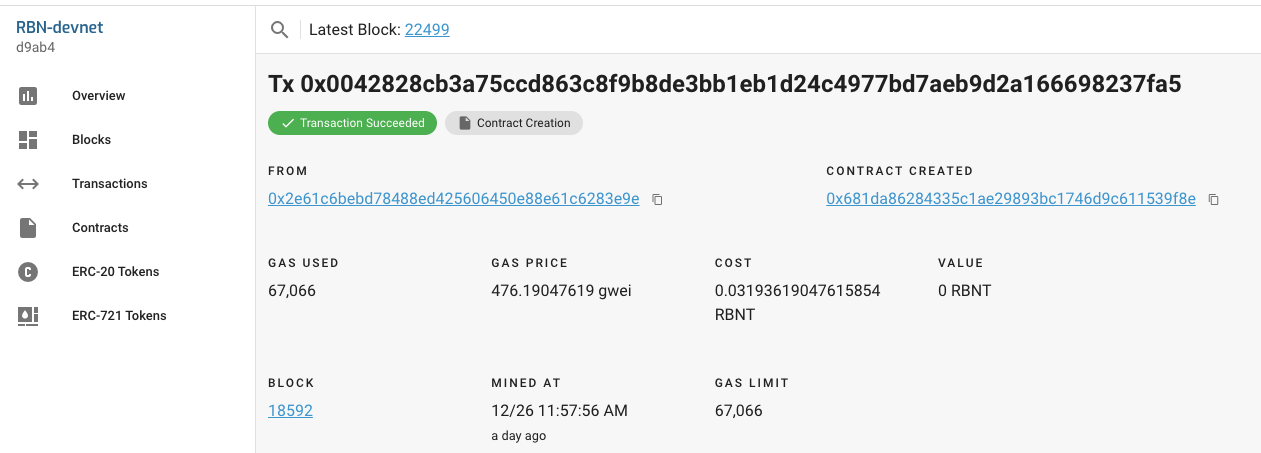 RBN-devnet
d9ab4
Overview
Blocks
Transactions
Contracts
ERC-20 Tokens
ERC-721 Tokens
Latest Block: 22499
Tx 0x0042828cb3a75ccd863c8f9b8de3bb1eb1d24c4977bd7aeb9d2a166698237fa5
Transaction Succeeded Contract Creation
FROM CONTRACT CREATED
0x2e61c6bebd78488ed425606450e88e61c6283e9e 0x681da86284335c1ae29893bc1746d9c611539f8e
GAS USED GAS PRICE COST VALUE
67,066 476.19047619 gwei 0.03193619047615854 0 RBNT
RBNT
BLOCK MINED AT GAS LIMIT
18592 12/26 11:57:56 AM 67,066
a day ago